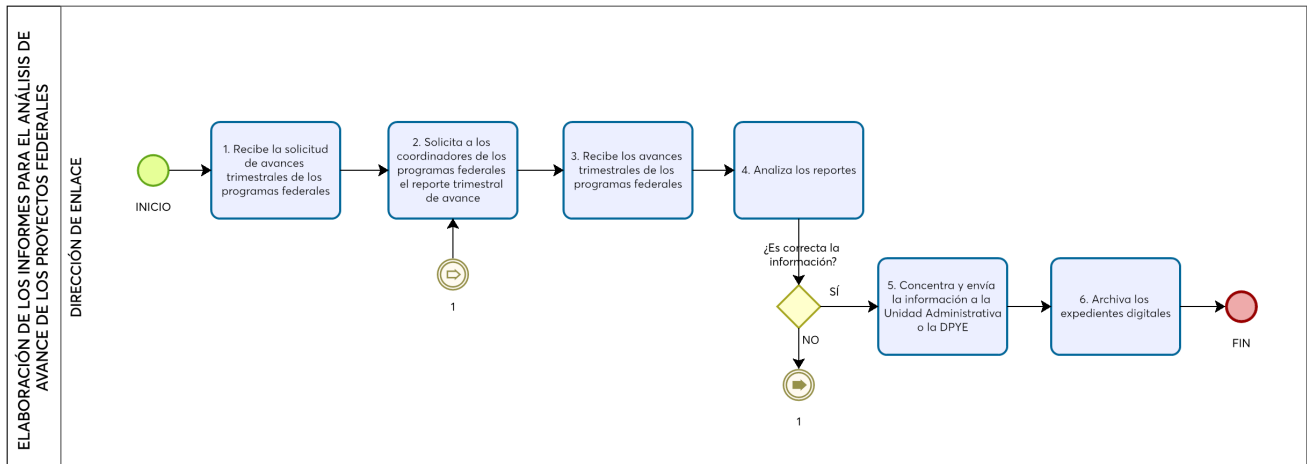 ELABORACIÓN DE LOS INFORMES PARA EL ANÁLISIS DE
AVANCE DE LOS PROYECTOS FEDERALES
DIRECCIÓN DE ENLACE
INICIO
1. Recibe la solicitud
de avances
trimestrales de los
programas federales
2. Solicita a los
coordinadores de los
programas federales
el reporte trimestral
de avance
1
3. Recibe los avances
trimestrales de los
programas federales
4. Analiza los reportes
¿Es correcta la
información?
SÍ
NO
1
5. Concentra y envía
la información a la
Unidad Administrativa
o la DPYE
6. Archiva los
expedientes digitales
FIN